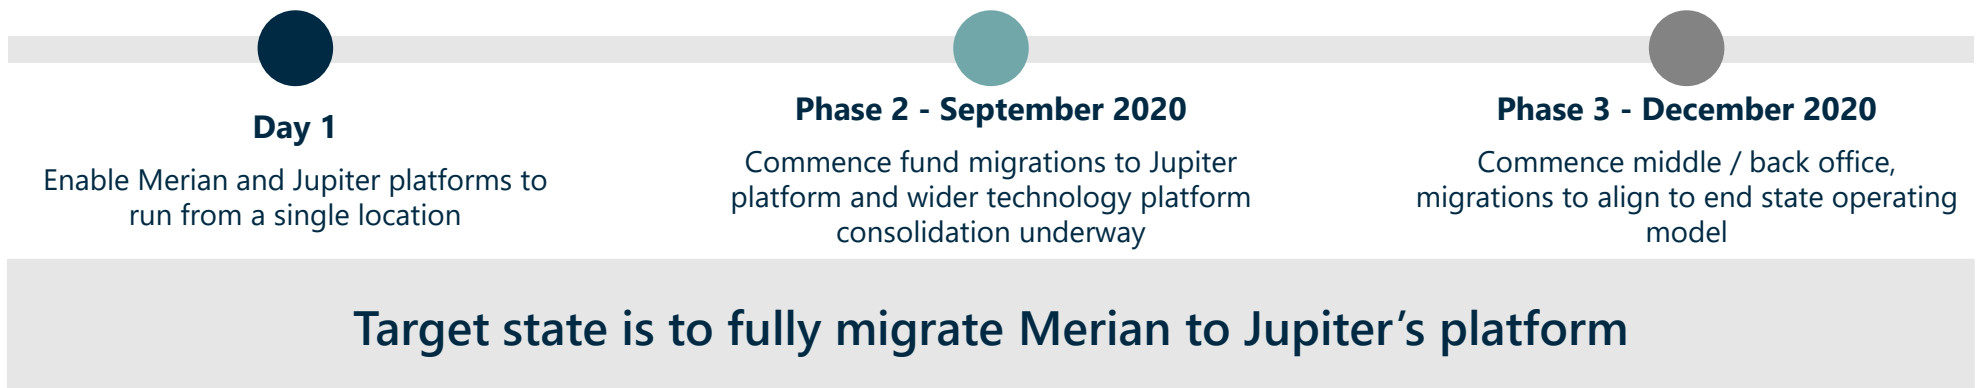 Day 1
Enable Merian and Jupiter platforms to
run from a single location
Phase 2 - September 2020
Commence fund migrations to Jupiter
platform and wider technology platform
consolidation underway
Phase 3 - December 2020
Commence middle / back office,
migrations to align to end state operating
model
Target state is to fully migrate Merian to Jupiter’s platform